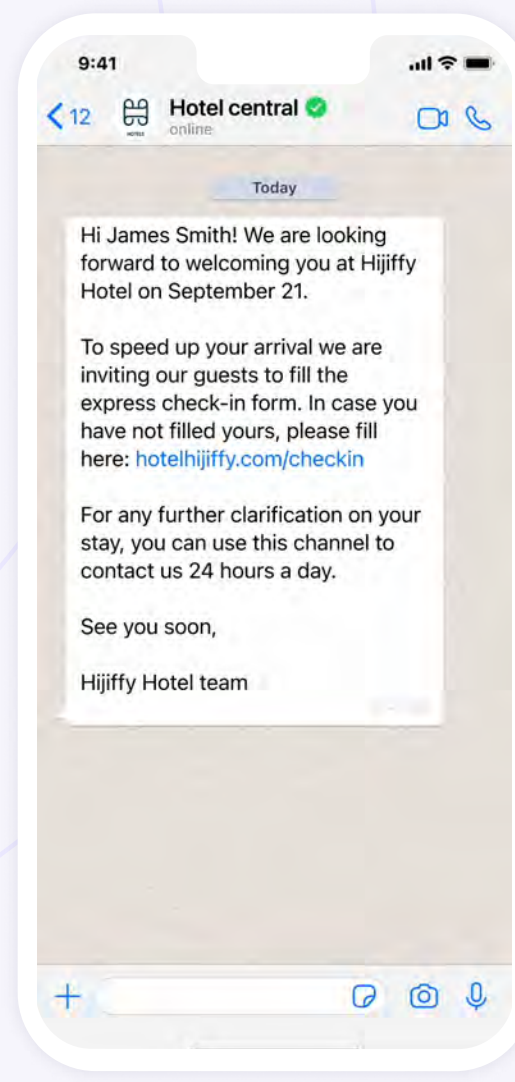 9:41
12
HOTELS
Hotel central
online
Today
Hi James Smith! We are looking
forward to welcoming you at Hijiffy
Hotel on September 21.
To speed up your arrival we are
inviting our guests to fill the
express check-in form. In case you
have not filled yours, please fill
here: hotelhijiffy.com/checkin
For any further clarification on your
stay, you can use this channel to
contact us 24 hours a day.
See you soon,
Hijiffy Hotel team